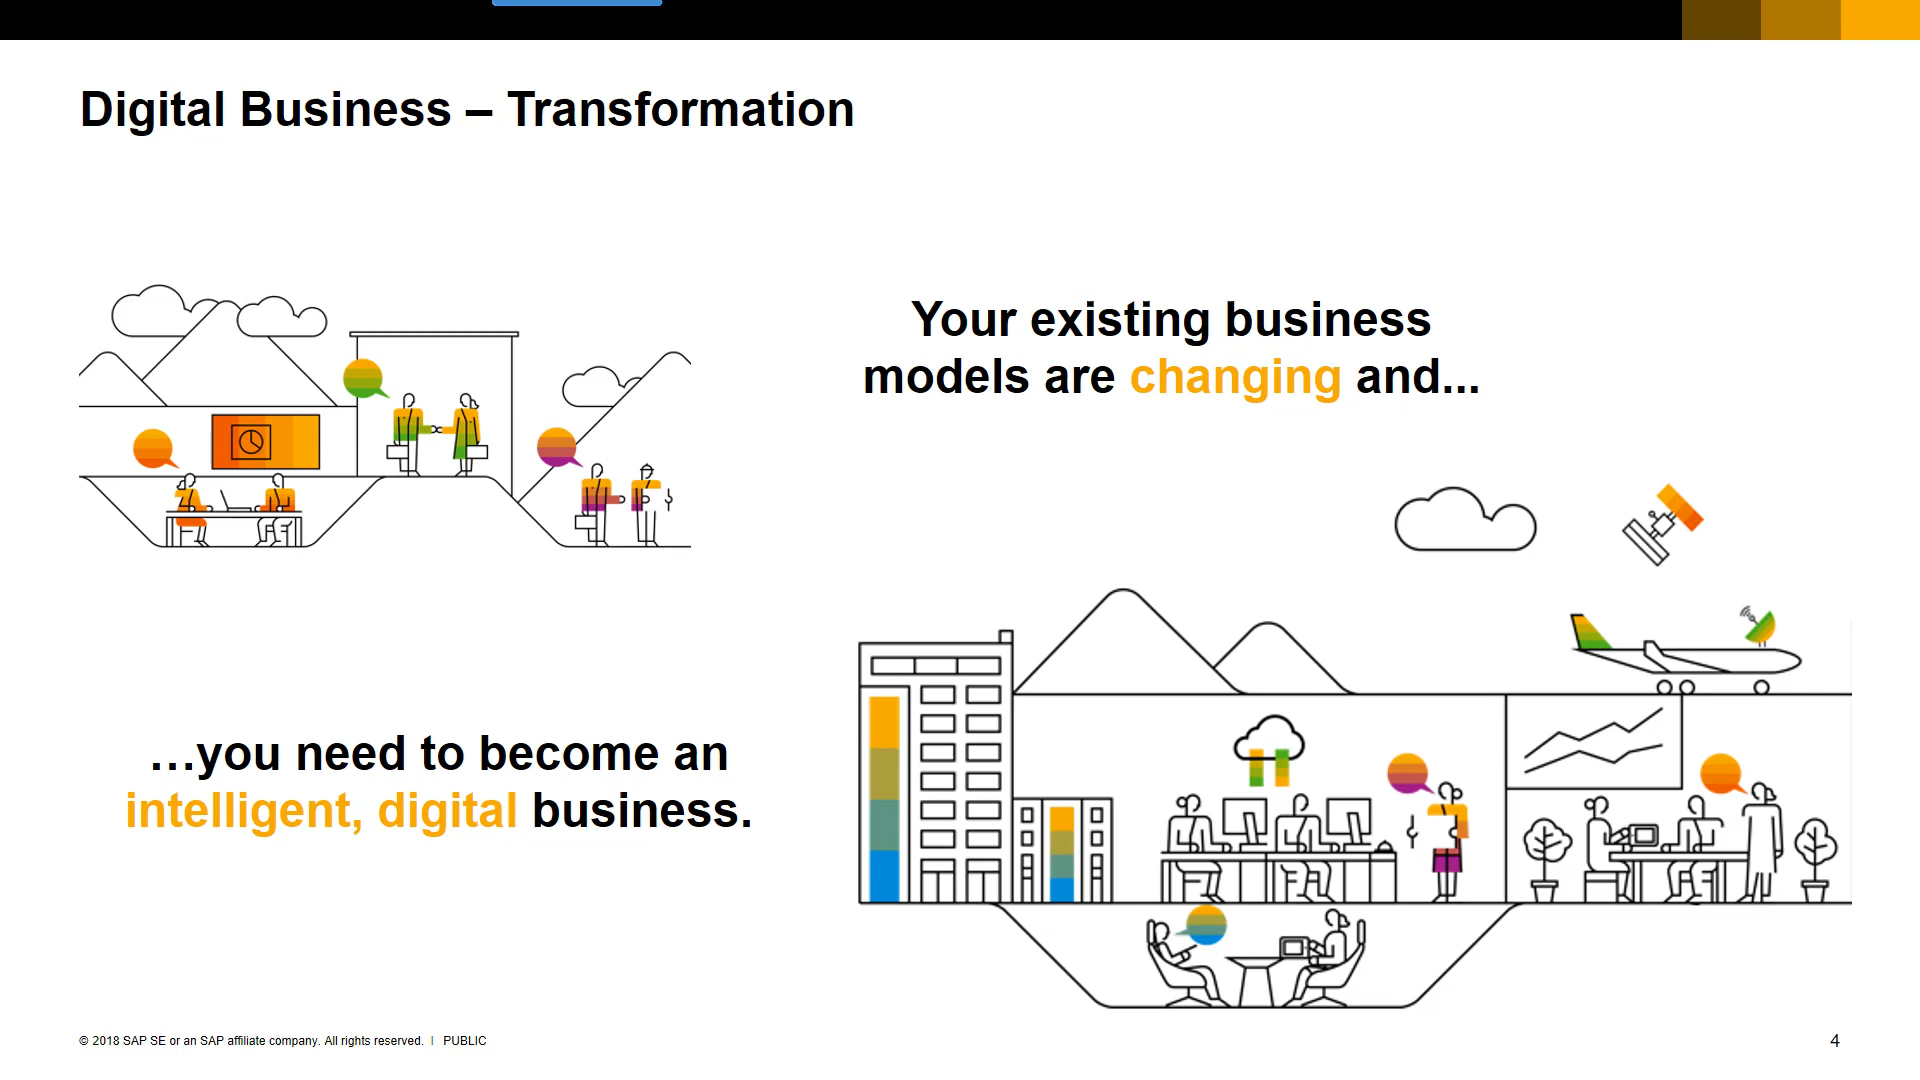 Digital Business – Transformation
Your existing business
models are changing and...
…you need to become an
intelligent, digital business.
© 2018 SAP SE or an SAP affiliate company. All rights reserved. | PUBLIC
4